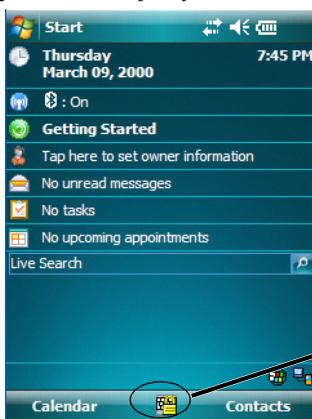 Start
Thursday 7:45 PM
March 09, 2000
: On
Getting Started
Tap here to set owner information
No unread messages
No tasks
No upcoming appointments
Live Search
Calendar Contacts